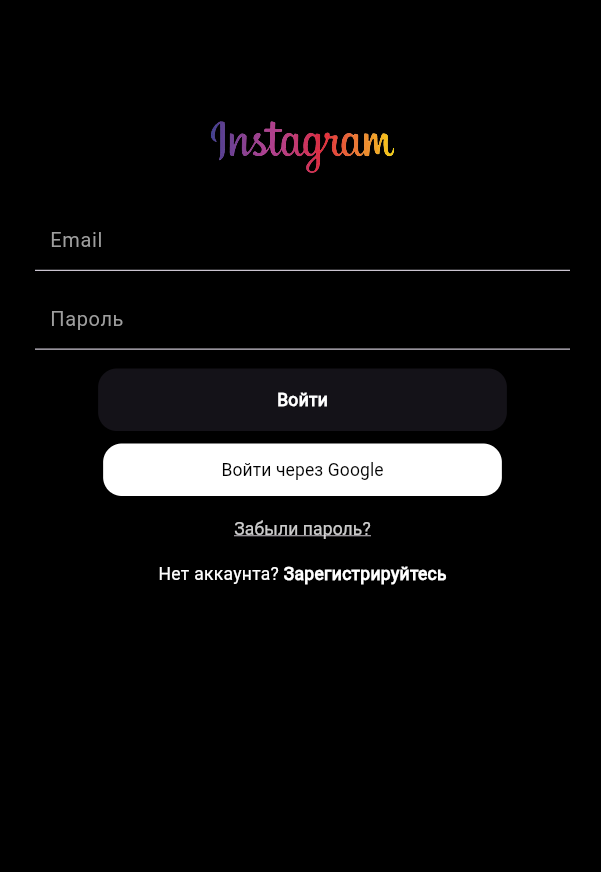 Instagram
Email
Пароль
Войти
Войти через Google
Забыли пароль?
Нет аккаунта? Зарегистрируйтесь